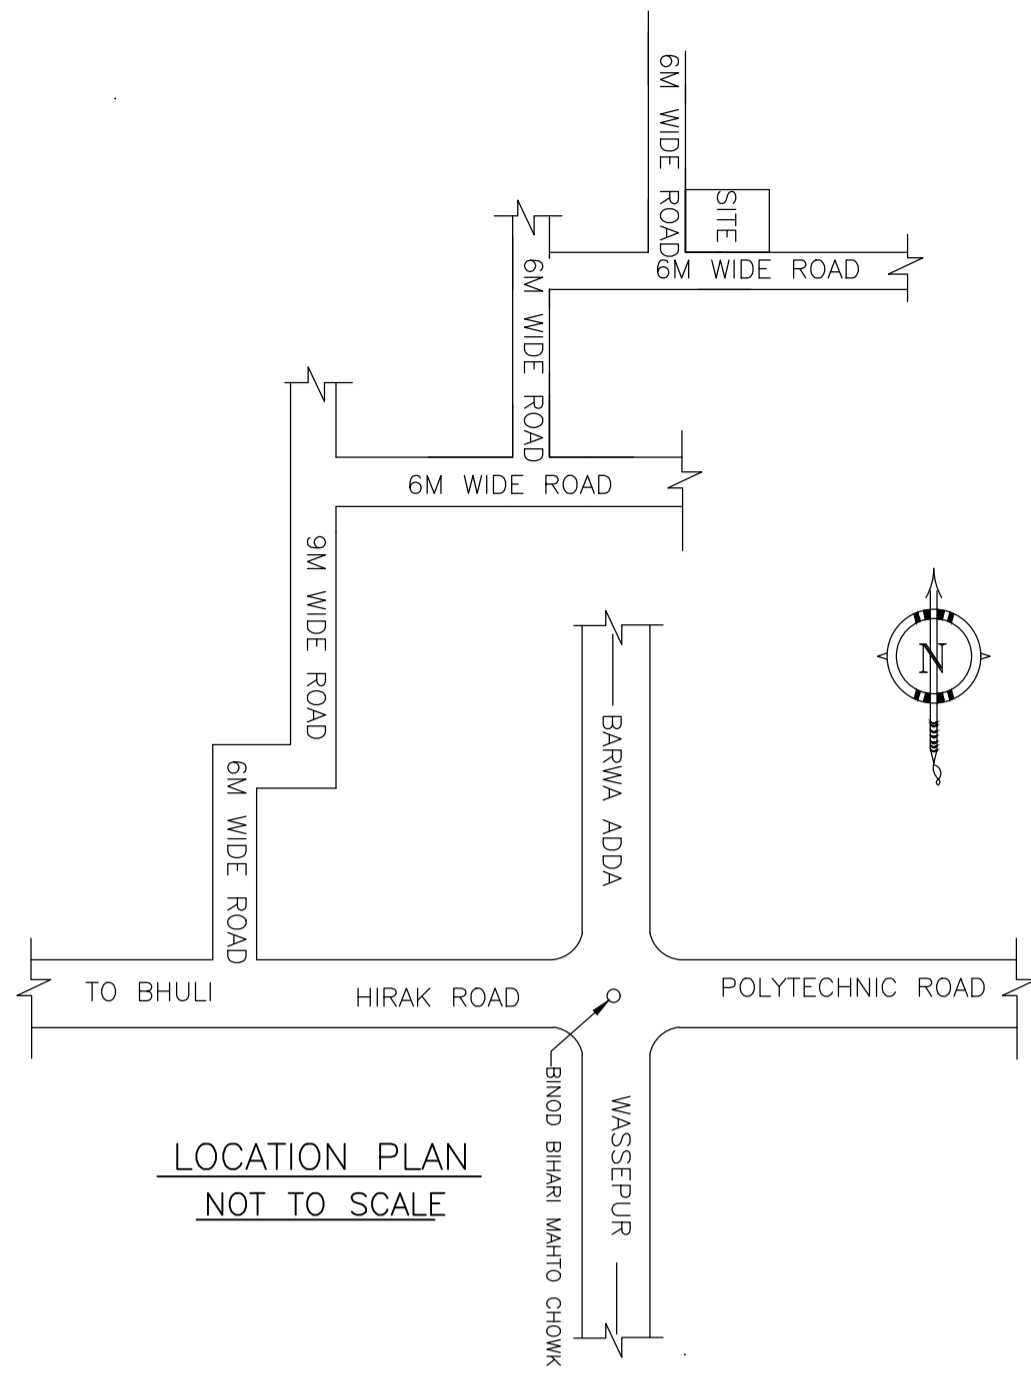 6M WIDE ROAD
SITE
6M WIDE ROAD
6M WIDE ROAD
6M WIDE ROAD
9M WIDE ROAD
N
BARWA ADDA
6M WIDE ROAD
TO BHULI
HIRAK ROAD
POLYTECHNIC ROAD
BINOD BIHARI MAHTO CHOWK
WASSEPUR
LOCATION PLAN
NOT TO SCALE